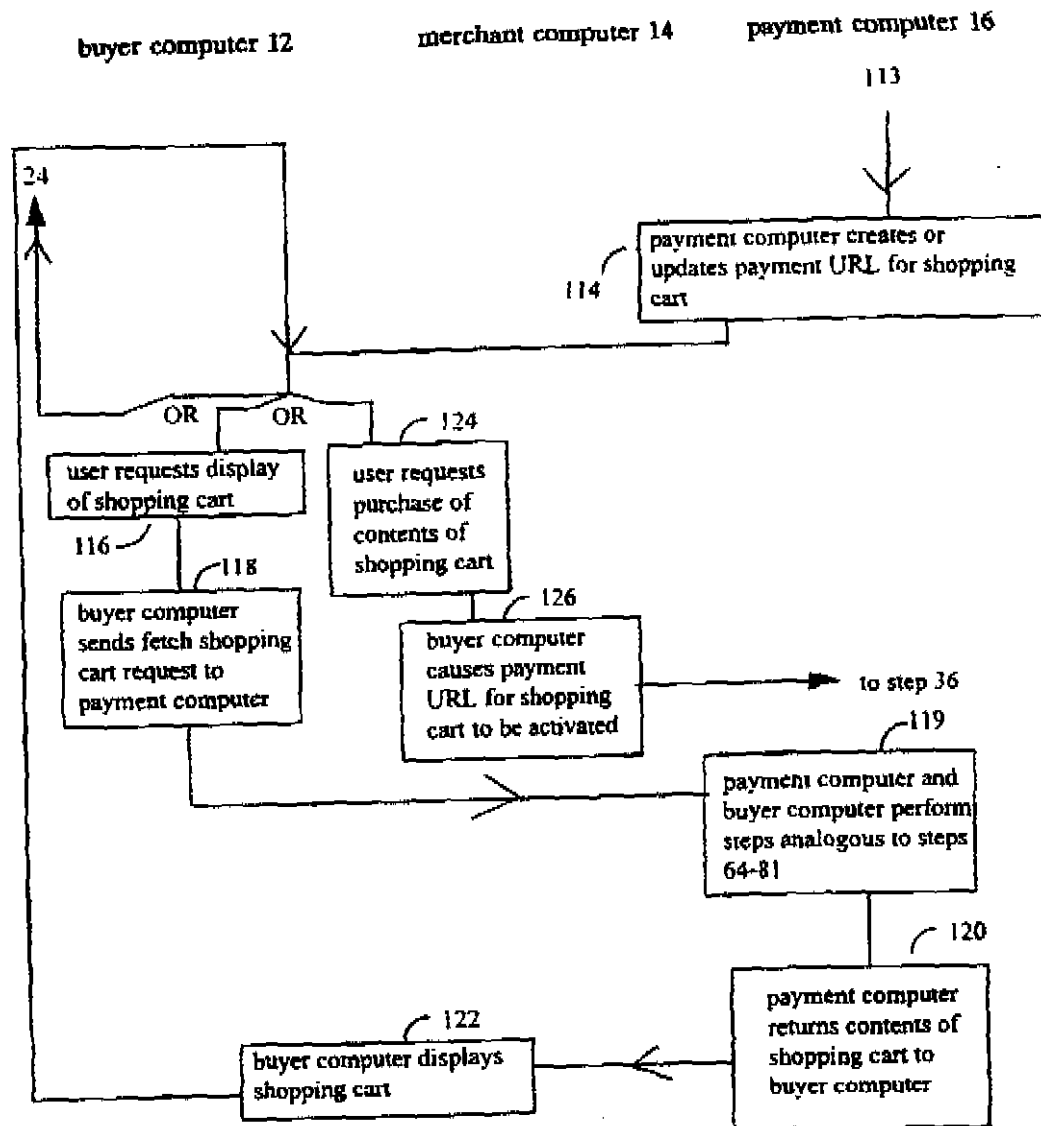 buyer computer 12
merchant computer 14
payment computer 16
113
24
payment computer creates or
updates payment URL for shopping
cart
114
OR
OR
124
user requests display
of shopping cart
116
user requests
purchase of
contents of
shopping cart
118
buyer computer
sends fetch shopping
cart request to
payment computer
126
buyer computer
causes payment
URL for shopping
cart to be activated
to step 36
119
payment computer and
buyer computer perform
steps analogous to steps
64-81
120
payment computer
returns contents of
shopping cart to
buyer computer
122
buyer computer displays
shopping cart